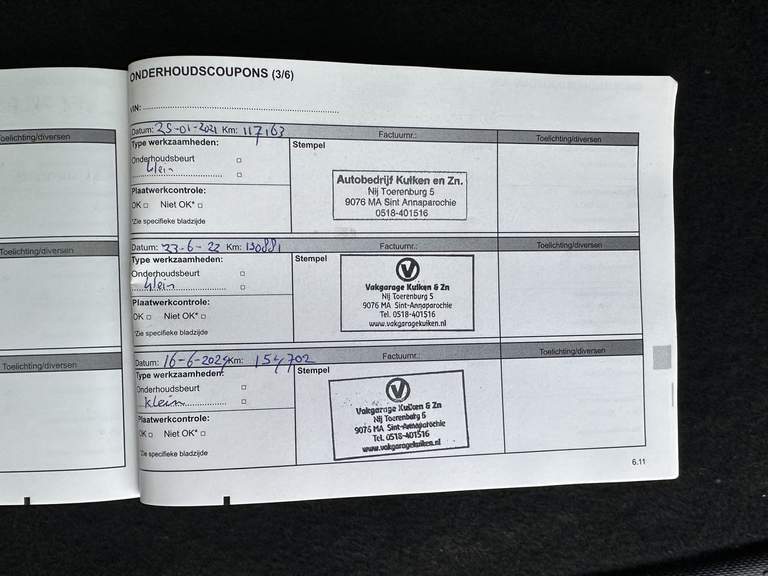 Toelichting/diversen
Toelichting/diversen
Toelichting/diversen
ONDERHOUDSCOUPONS (3/6)
VIN:
Datum: 25-01-2021 Km: 117163 Factuurnr.: Toelichting/diversen
Type werkzaamheden: Stempel
Onderhoudsbeurt
klein
Plaatwerkcontrole:
OK Niet OK*
*Zie specifieke bladzijde
Autobedrijf Kuiken en Zn.
Nij Toerenburg 5
9076 MA Sint Annaparochie
0518-401516
Datum: 23-6-22 Km: 130881 Factuurnr.: Toelichting/diversen
Type werkzaamheden: Stempel
Onderhoudsbeurt
klein
Plaatwerkcontrole:
OK Niet OK*
*Zie specifieke bladzijde
V
Vakgarage Kuiken & Zn
Nij Toerenburg 5
9076 MA Sint-Annaparochie
Tel. 0518-401516
www.vakgaragekuiken.nl
Datum: 16-6-2025 Km: 154702 Factuurnr.: Toelichting/diversen
Type werkzaamheden: Stempel
Onderhoudsbeurt
klein
Plaatwerkcontrole:
OK Niet OK*
*Zie specifieke bladzijde
V
Vakgarage Kuiken & Zn
Nij Toerenburg 5
9076 MA Sint-Annaparochie
Tel. 0518-401516
www.vakgaragekuiken.nl
6.11